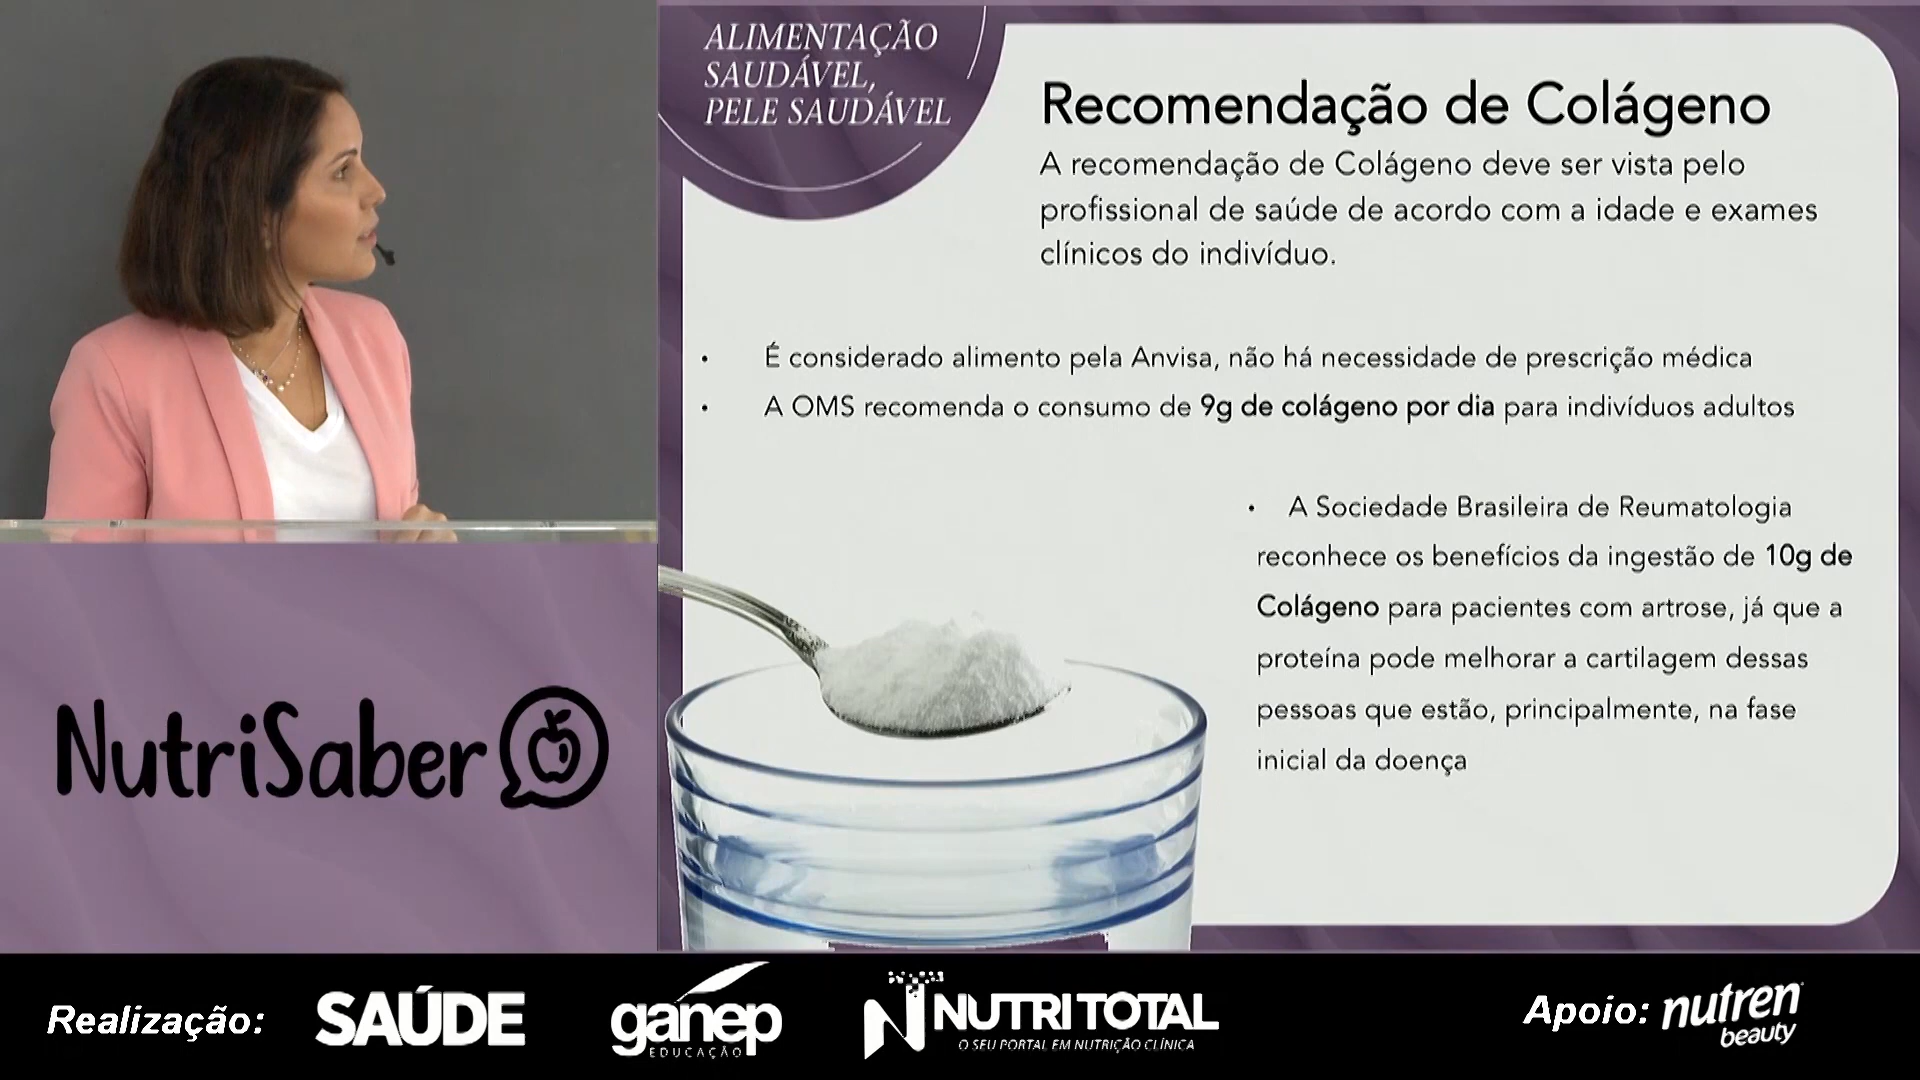 ALIMENTAÇÃO
SAUDÁVEL,
PELE SAUDÁVEL
Recomendação de Colágeno
A recomendação de Colágeno deve ser vista pelo
profissional de saúde de acordo com a idade e exames
clínicos do indivíduo.
• É considerado alimento pela Anvisa, não há necessidade de prescrição médica
• A OMS recomenda o consumo de 9g de colágeno por dia para indivíduos adultos
• A Sociedade Brasileira de Reumatologia
reconhece os benefícios da ingestão de 10g de
Colágeno para pacientes com artrose, já que a
proteína pode melhorar a cartilagem dessas
pessoas que estão, principalmente, na fase
inicial da doença
NutriSaber
Realização: SAÚDE ganep NUTRITOTAL Apoio: nutren
EDUCAÇÃO O SEU PORTAL EM NUTRIÇÃO CLÍNICA beauty